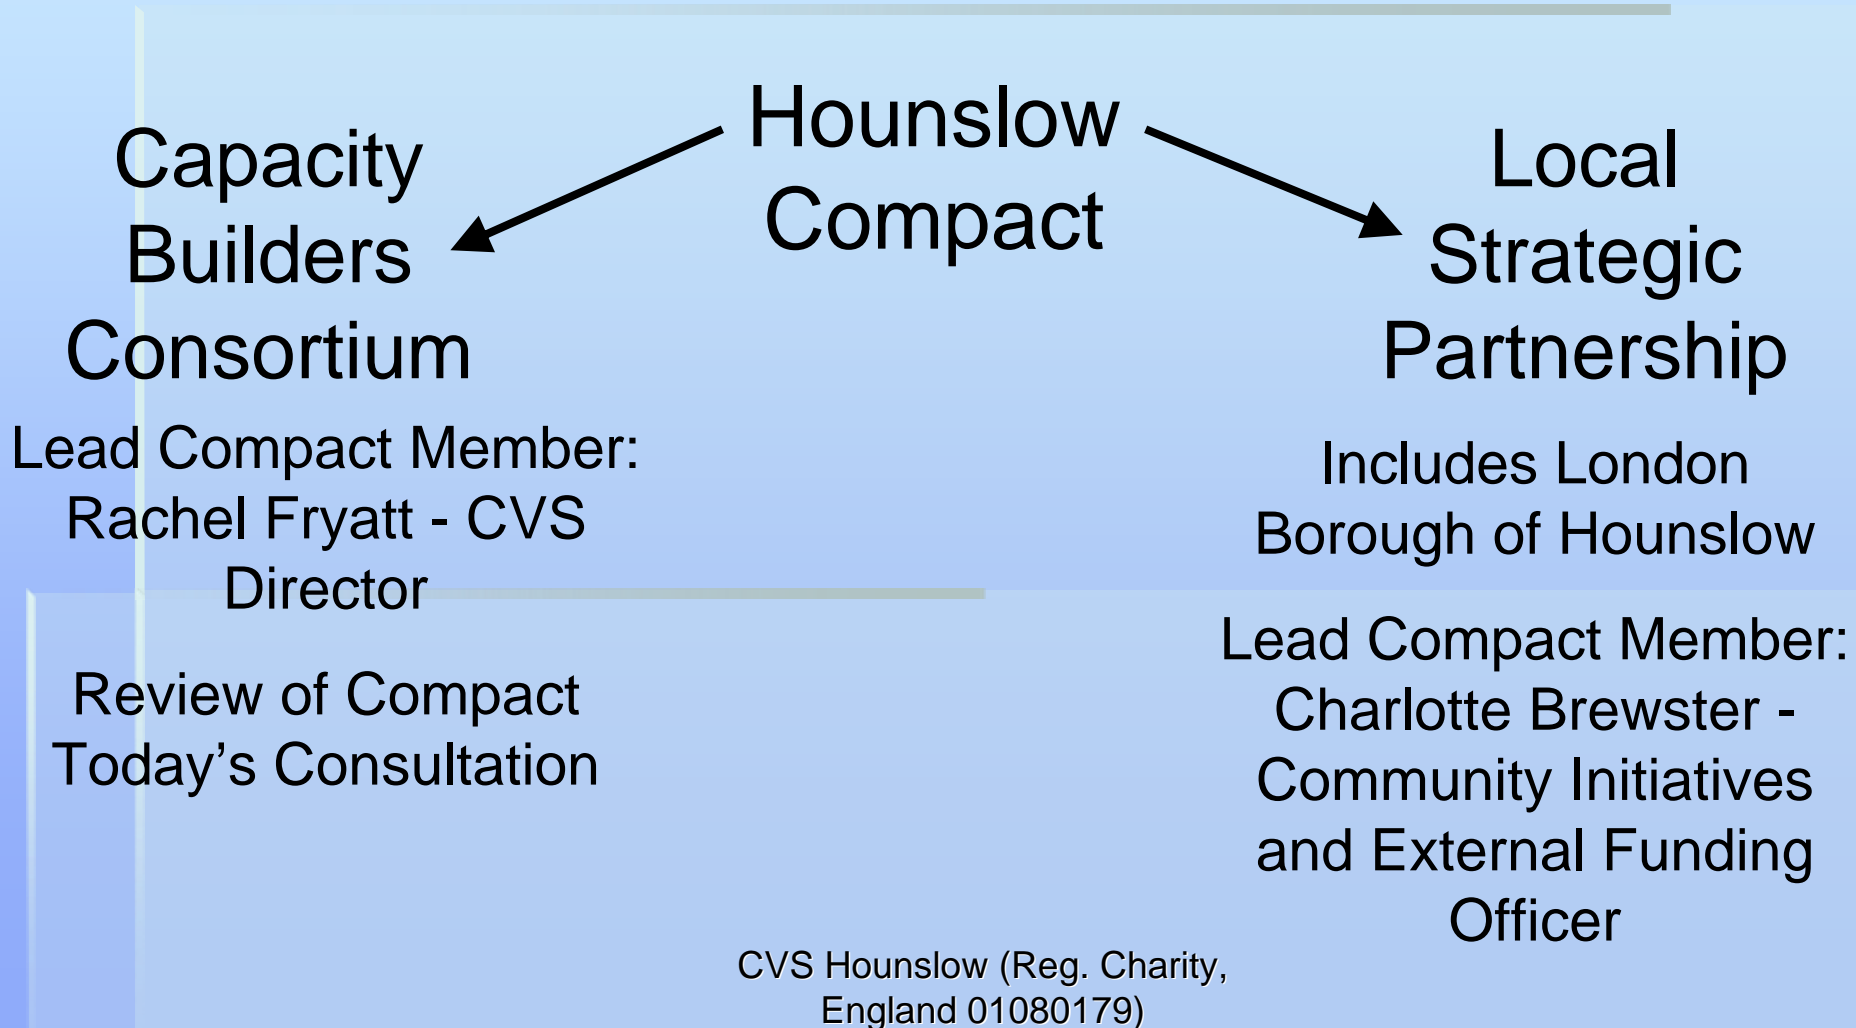 Hounslow
Compact
Capacity
Builders
Consortium
Lead Compact Member:
Rachel Fryatt - CVS
Director
Review of Compact
Today’s Consultation
Local
Strategic
Partnership
Includes London
Borough of Hounslow
Lead Compact Member:
Charlotte Brewster -
Community Initiatives
and External Funding
Officer
CVS Hounslow (Reg. Charity,
England 01080179)